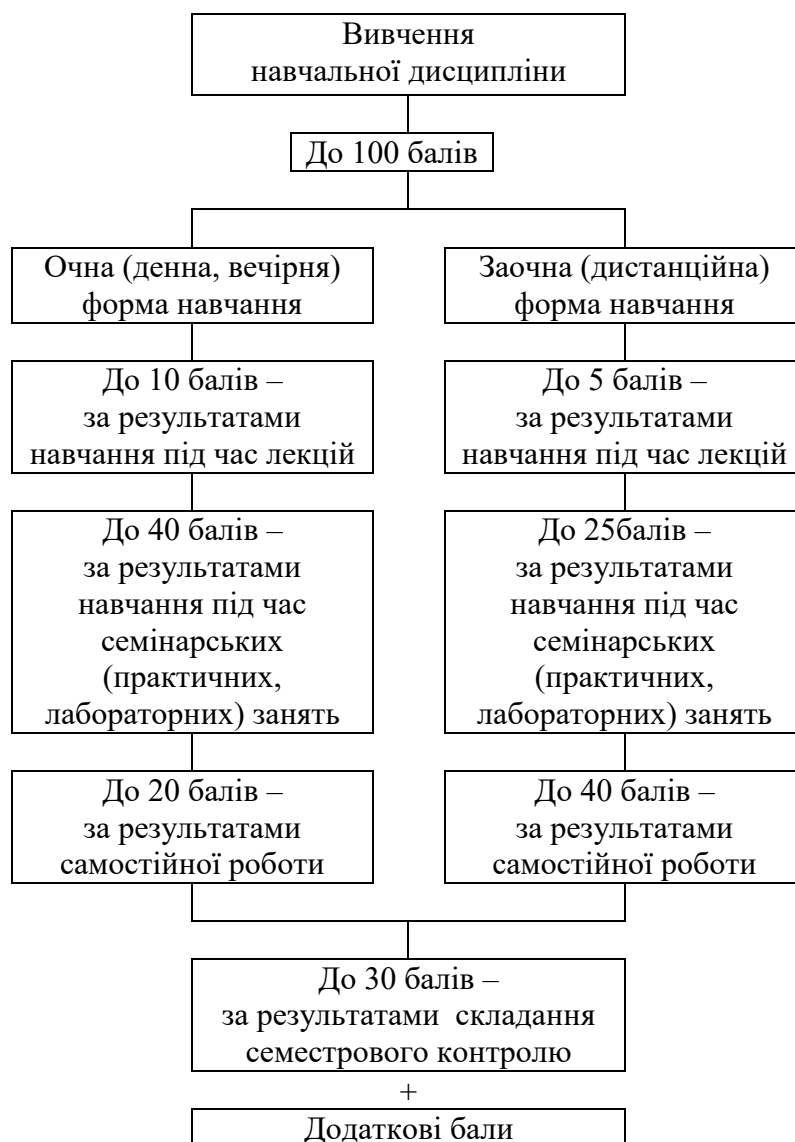 Вивчення
навчальної дисципліни
До 100 балів
Очна (денна, вечірня)
форма навчання
До 10 балів –
за результатами
навчання під час лекцій
До 40 балів –
за результатами
навчання під час
семінарських
(практичних,
лабораторних) занять
До 20 балів –
за результатами
самостійної роботи
Заочна (дистанційна)
форма навчання
До 5 балів –
за результатами
навчання під час лекцій
До 25балів –
за результатами
навчання під час
семінарських
(практичних,
лабораторних) занять
До 40 балів –
за результатами
самостійної роботи
До 30 балів –
за результатами складання
семестрового контролю
+
Додаткові бали